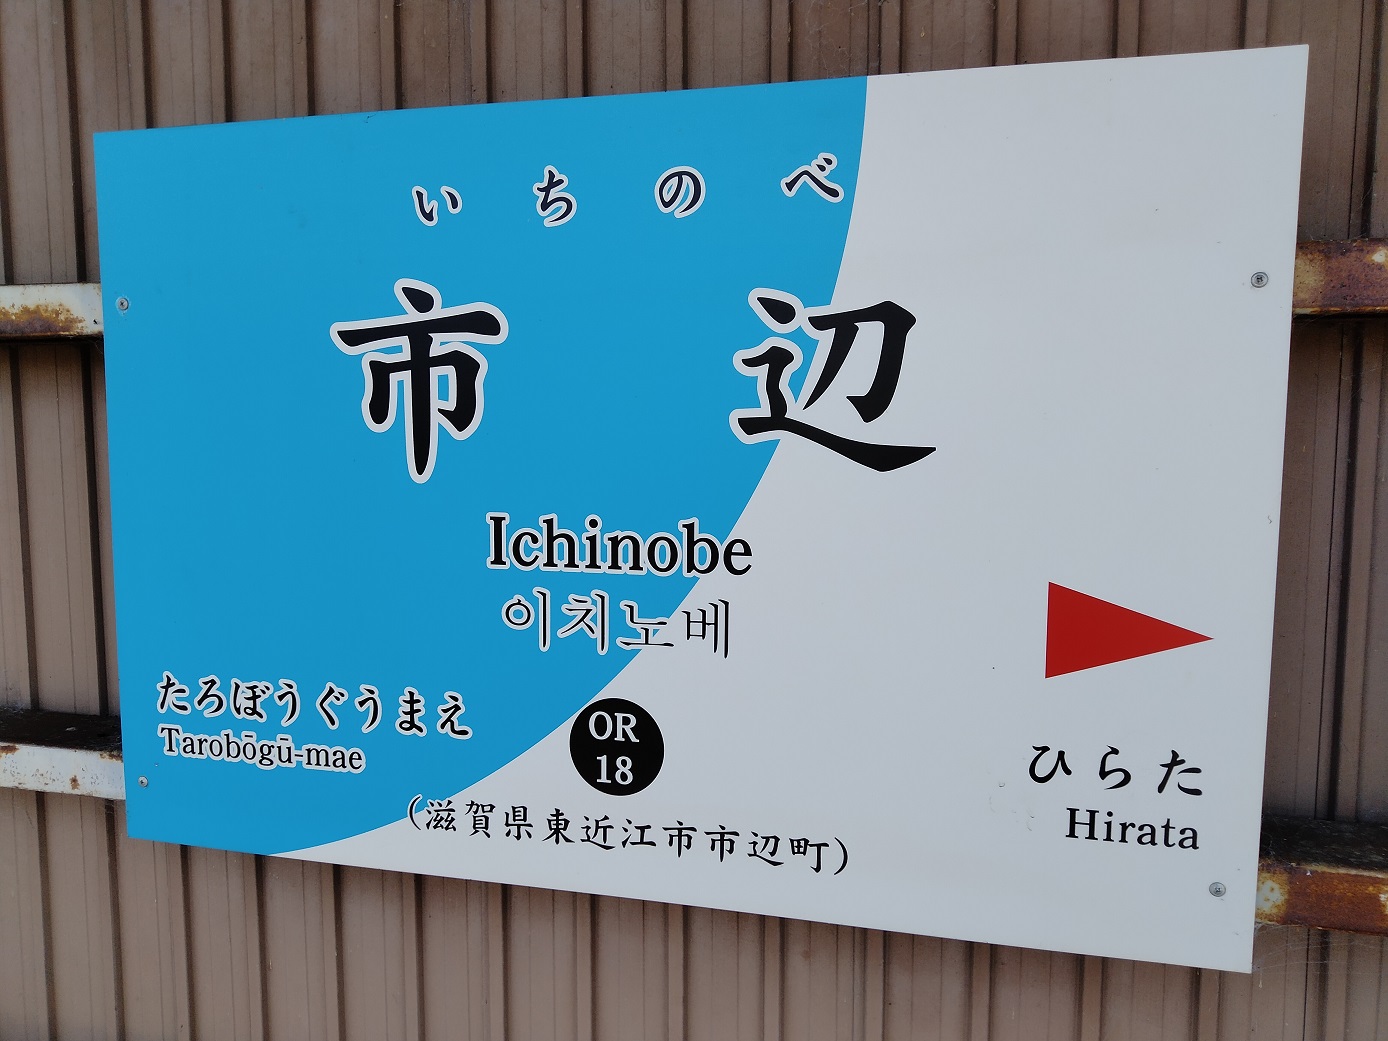 いちのべ
市辺
Ichinobe
이치노베
たろぼうぐうまえ
Tarobōgū-mae
OR
18
ひらた
Hirata
(滋賀県東近江市市辺町)